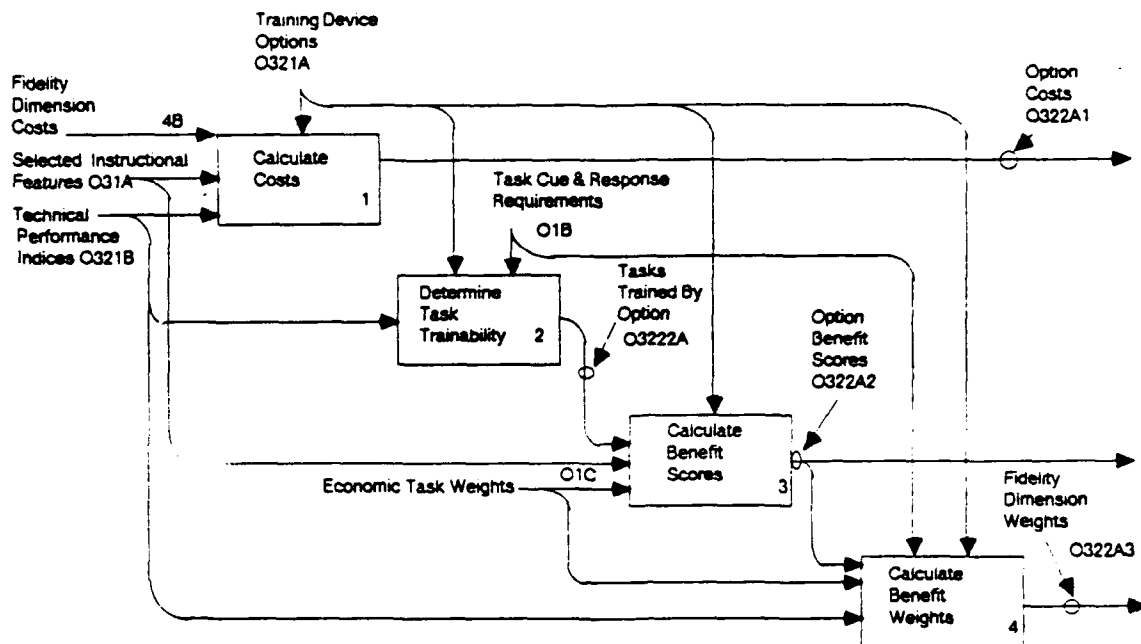 Training Device
Options
O321A
Fidelity
Dimension
Costs
4B
Option
Costs
O322A1
Selected Instructional
Features O31A
Calculate
Costs
1
Technical
Performance
Indices O321B
Task Cue & Response
Requirements
O1B
Determine
Task
Trainability
2
Tasks
Trained By
Option
O3222A
Option
Benefit
Scores
O322A2
Calculate
Benefit
Scores
3
O1C
Economic Task Weights
Fidelity
Dimension
Weights
O322A3
Calculate
Benefit
Weights
4